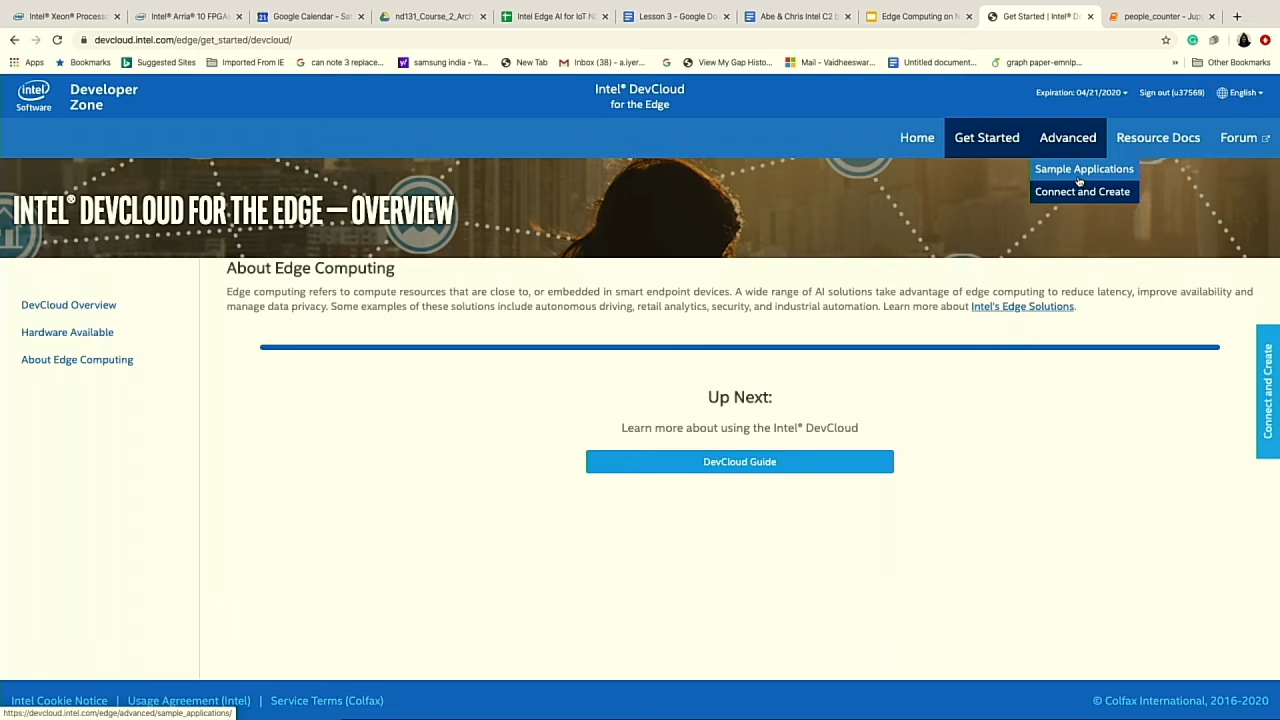 Intel® Xeon® Process
Intel® Arria® 10 FPGAs
Google Calendar - Sat
nd131_Course_2_Arch
Intel Edge AI for IoT N
Lesson 3 - Google Do
Abe & Chris Intel C2.b
Edge Computing on N
Get Started | Intel® D
people_counter - Jup
devcloud.intel.com/edge/get_started/devcloud/
Apps
Bookmarks
Suggested Sites
Imported From IE
can note 3 replace...
samsung india - Ya...
New Tab
Inbox (38) - a.iyer...
View My Gap Histo...
Mail - Vaidheeswar...
Untitled document...
graph paper-emnlp...
»
Other Bookmarks
intel
Software
Developer
Zone
Intel® DevCloud
for the Edge
Expiration: 04/21/2020
Sign out (u37569)
English
Home
Get Started
Advanced
Resource Docs
Forum
Sample Applications
Connect and Create
INTEL® DEVCLOUD FOR THE EDGE — OVERVIEW
DevCloud Overview
Hardware Available
About Edge Computing
About Edge Computing
Edge computing refers to compute resources that are close to, or embedded in smart endpoint devices. A wide range of AI solutions take advantage of edge computing to reduce latency, improve availability and
manage data privacy. Some examples of these solutions include autonomous driving, retail analytics, security, and industrial automation. Learn more about Intel's Edge Solutions.
Up Next:
Learn more about using the Intel® DevCloud
DevCloud Guide
Connect and Create
Intel Cookie Notice | Usage Agreement (Intel) | Service Terms (Colfax)
© Colfax International, 2016-2020
https://devcloud.intel.com/edge/advanced/sample_applications/